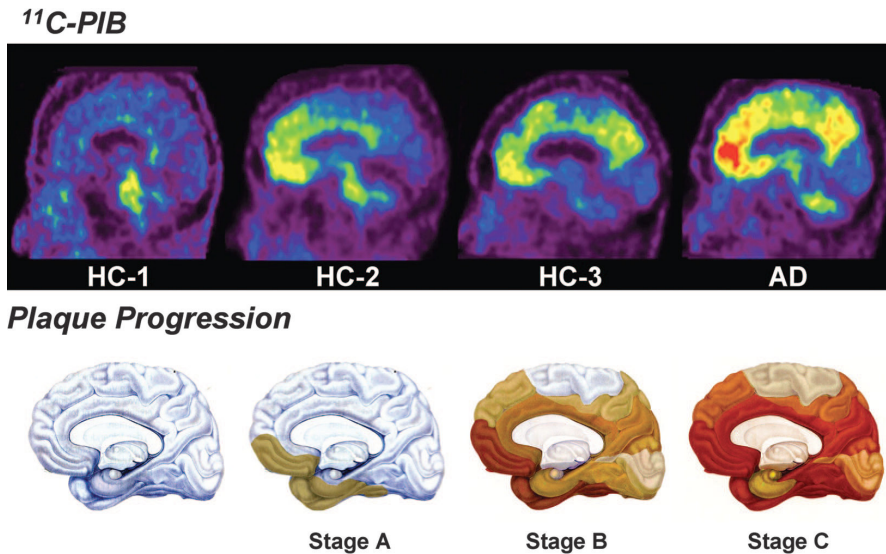 ¹¹C-PIB
HC-1 HC-2 HC-3 AD
Plaque Progression
Stage A Stage B Stage C